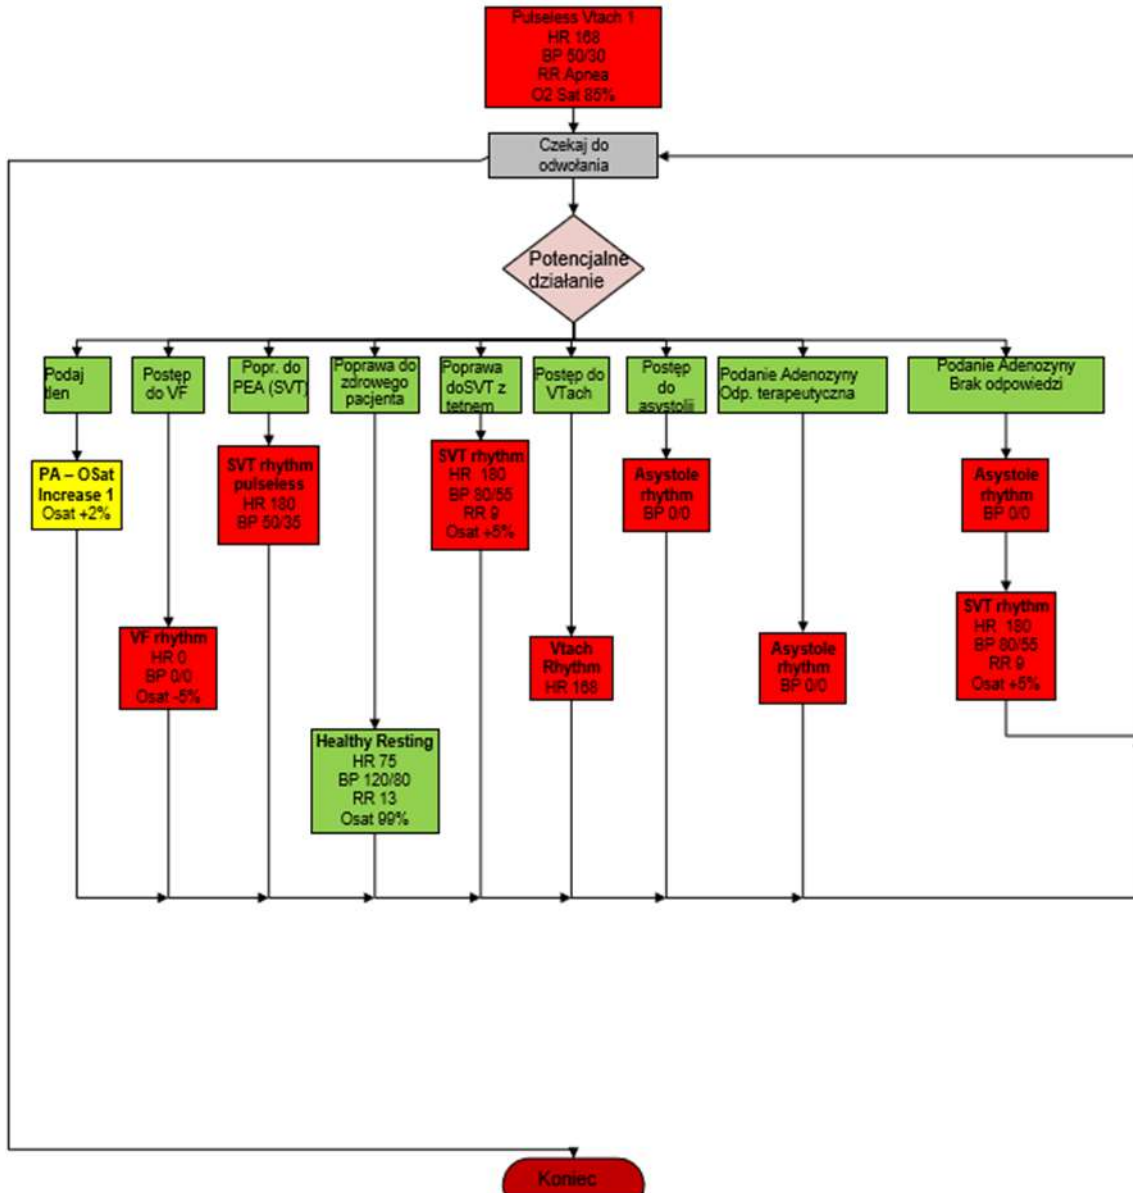 Pulseless Vtach 1
HR 168
BP 50/30
RR Apnea
O2 Sat 85%
Czekaj do
odwołania
Potencjalne
działanie
Podaj
tlen
Postęp
do VF
Popr. do
PEA (SVT)
Poprawa do
zdrowego
pacjenta
Poprawa
doSVT z
tetnem
Postęp do
VTach
Postęp
do
asystolii
Podanie Adenozyny
Odp. terapeutyczna
Podanie Adenozyny
Brak odpowiedzi
PA – OSat
Increase 1
Osat +2%
SVT rhythm
pulseless
HR 180
BP 50/35
SVT rhythm
HR 180
BP 80/55
RR 9
Osat +5%
Asystole
rhythm
BP 0/0
Asystole
rhythm
BP 0/0
VF rhythm
HR 0
BP 0/0
Osat -5%
Vtach
Rhythm
HR 168
Asystole
rhythm
BP 0/0
SVT rhythm
HR 180
BP 80/55
RR 9
Osat +5%
Healthy Resting
HR 75
BP 120/80
RR 13
Osat 99%
Koniec